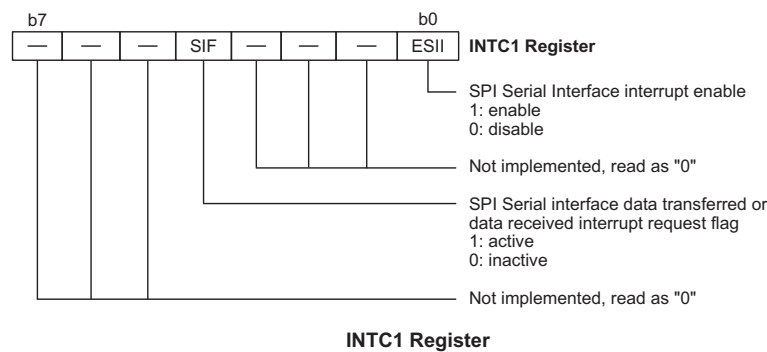 b7 b0
— — — SIF — — — ESII INTC1 Register
SPI Serial Interface interrupt enable
1: enable
0: disable
Not implemented, read as "0"
SPI Serial interface data transferred or
data received interrupt request flag
1: active
0: inactive
Not implemented, read as "0"
INTC1 Register